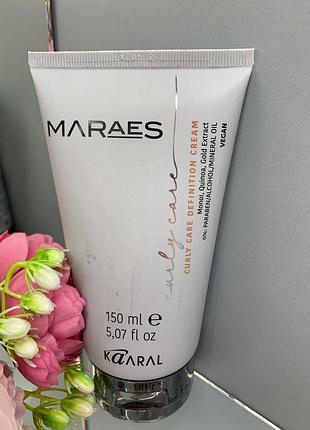 MARAES
curly care
CURLY CARE DEFINITION CREAM
Monoi, Quinoa, Gold Extract
0%: PARABEN/ALCOHOL/MINERAL OIL
VEGAN
150 ml e
5,07 fl oz
KAARAL